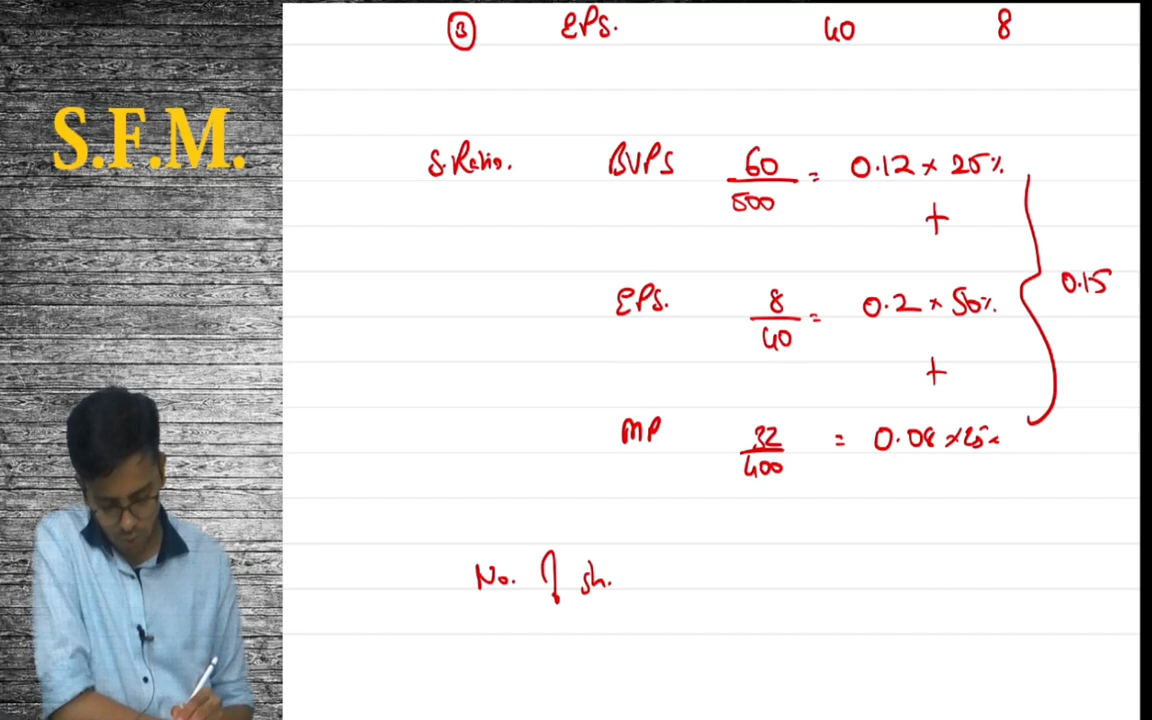 S.F.M.
③ EPS. 40 8
S.Ratio. BVPS 60/500 = 0.12 × 25%
+
EPS. 8/40 = 0.2 × 50%
0.15
+
MP 32/400 = 0.08 × 25%
No. of sh.